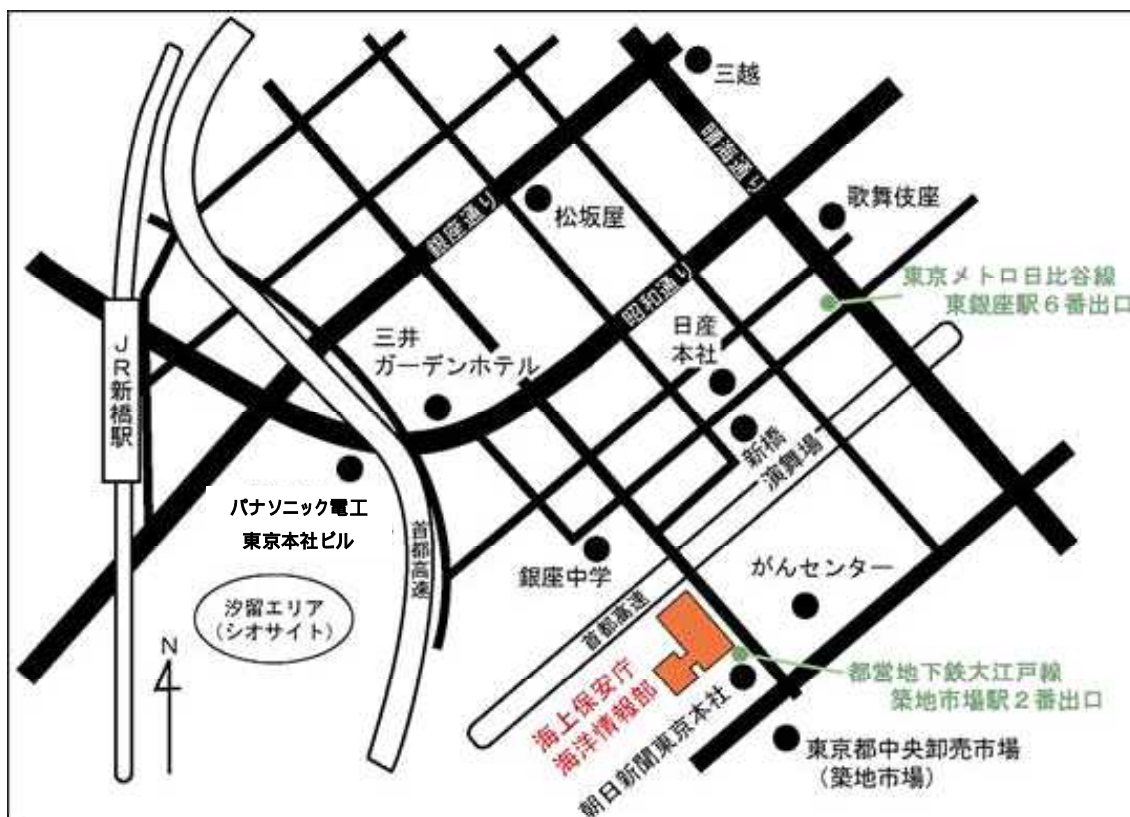 三越
晴海通り
歌舞伎座
松坂屋
銀座通り
東京メトロ日比谷線
東銀座駅6番出口
昭和通り
日産
本社
三井
ガーデンホテル
JR新橋駅
新橋
演舞場
パナソニック電工
東京本社ビル
首都高速
銀座中学
がんセンター
汐留エリア
(シオサイト)
N
首都高速
海上保安庁
海洋情報部
朝日新聞東京本社
都営地下鉄大江戸線
築地市場駅2番出口
東京都中央卸売市場
(築地市場)